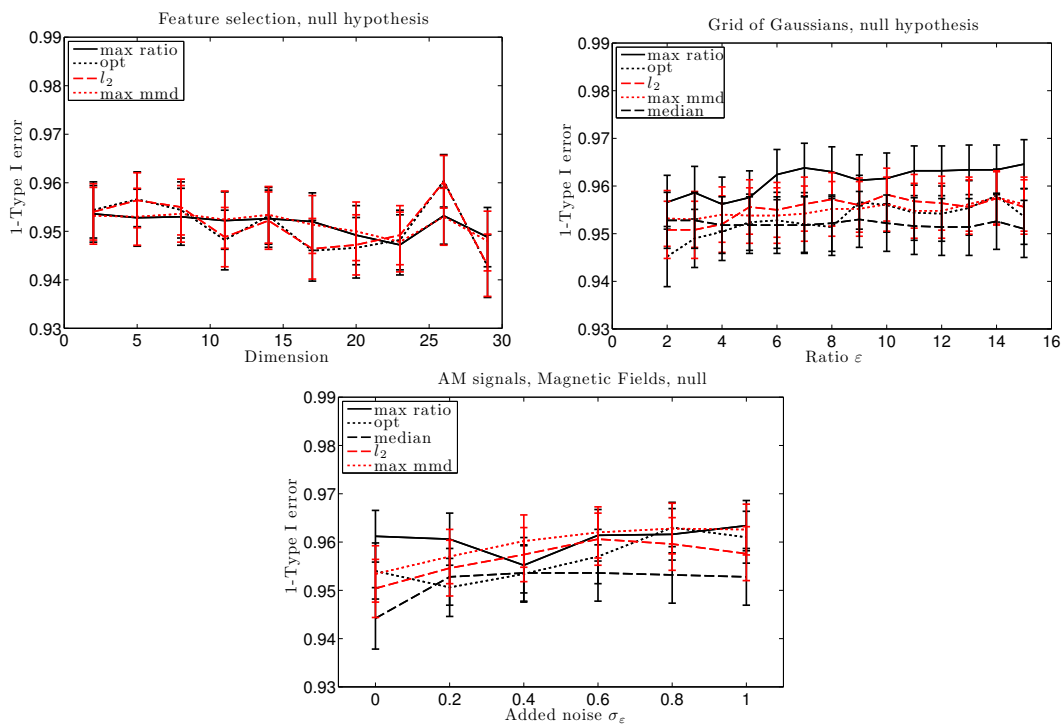 Feature selection, null hypothesis
0.99
0.98
0.97
0.96
0.95
0.94
0.93
1-Type I error
max ratio
opt
l2
max mmd
0 5 10 15 20 25 30
Dimension
Grid of Gaussians, null hypothesis
0.99
0.98
0.97
0.96
0.95
0.94
0.93
1-Type I error
max ratio
opt
l2
max mmd
median
0 2 4 6 8 10 12 14 16
Ratio ε
AM signals, Magnetic Fields, null
0.99
0.98
0.97
0.96
0.95
0.94
0.93
1-Type I error
max ratio
opt
median
l2
max mmd
0 0.2 0.4 0.6 0.8 1
Added noise σε